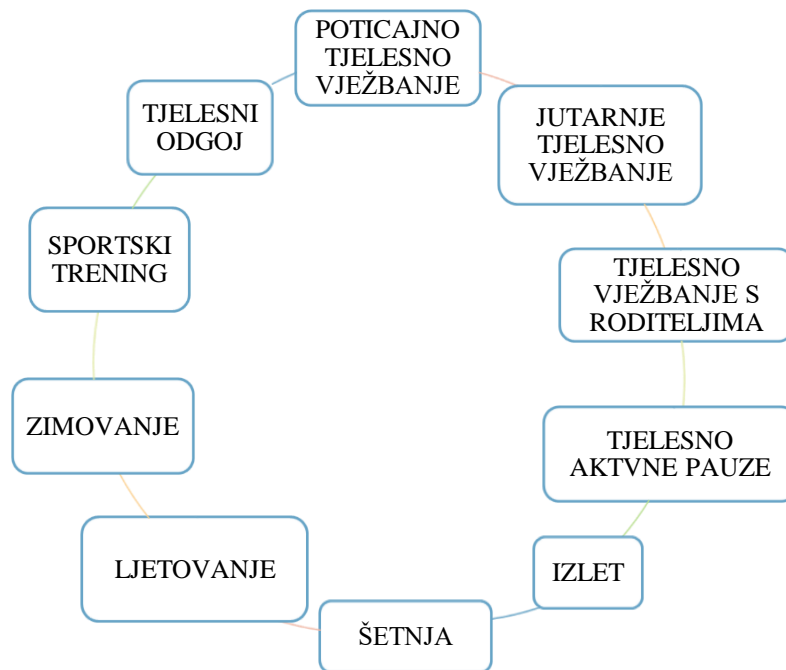 POTICAJNO
TJELESNO
VJEŽBANJE
JUTARNJE
TJELESNO
VJEŽBANJE
TJELESNO
VJEŽBANJE S
RODITELJIMA
TJELESNO
AKTVNE PAUZE
IZLET
ŠETNJA
LJETOVANJE
ZIMOVANJE
SPORTSKI
TRENING
TJELESNI
ODGOJ